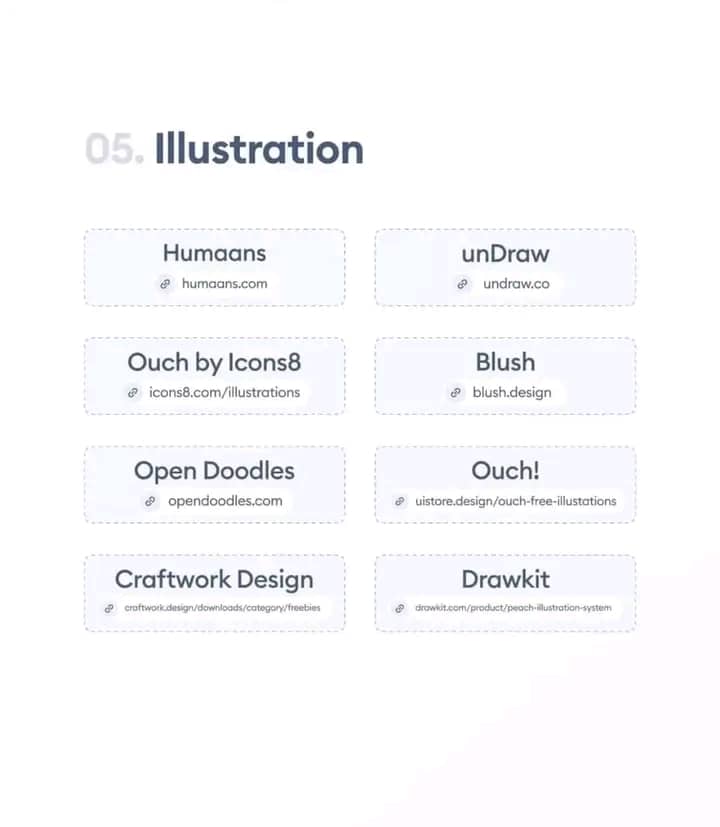 05. Illustration
Humaans
humaans.com
unDraw
undraw.co
Ouch by Icons8
icons8.com/illustrations
Blush
blush.design
Open Doodles
opendoodles.com
Ouch!
uistore.design/ouch-free-illustations
Craftwork Design
craftwork.design/downloads/category/freebies
Drawkit
drawkit.com/product/peach-illustration-system